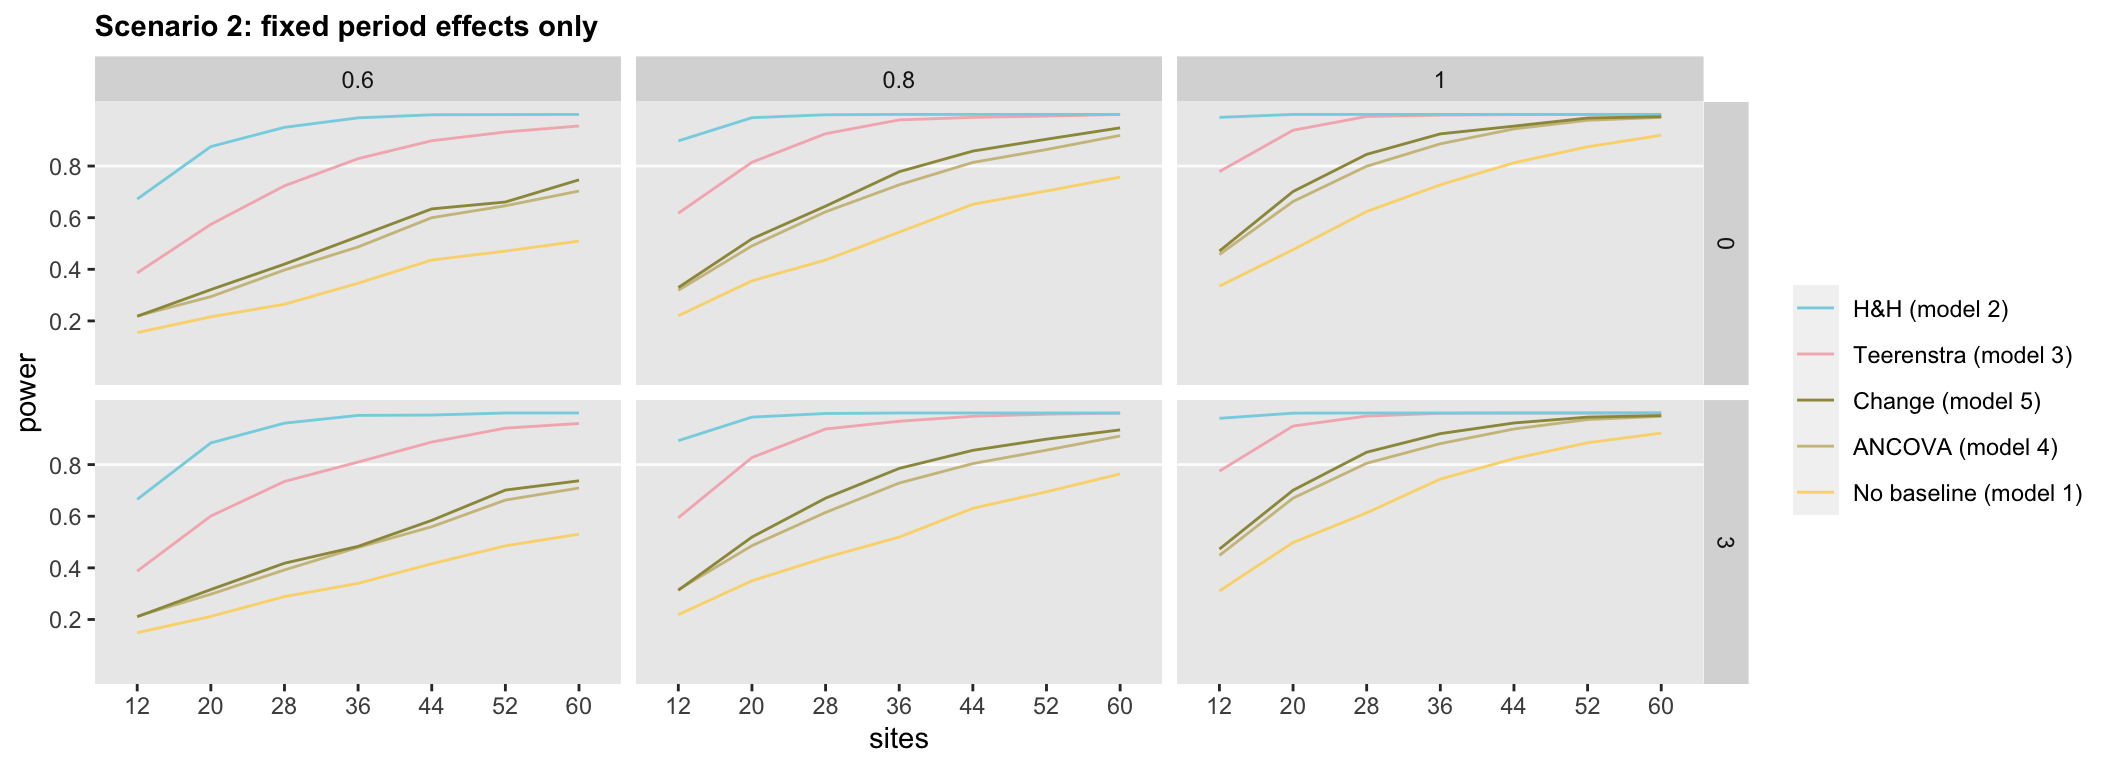 Scenario 2: fixed period effects only
0.6 0.8 1
0.8
0.6
0.4
0.2
0
0.8
0.6
0.4
0.2
3
power
12 20 28 36 44 52 60 12 20 28 36 44 52 60 12 20 28 36 44 52 60
sites
H&H (model 2)
Teerenstra (model 3)
Change (model 5)
ANCOVA (model 4)
No baseline (model 1)